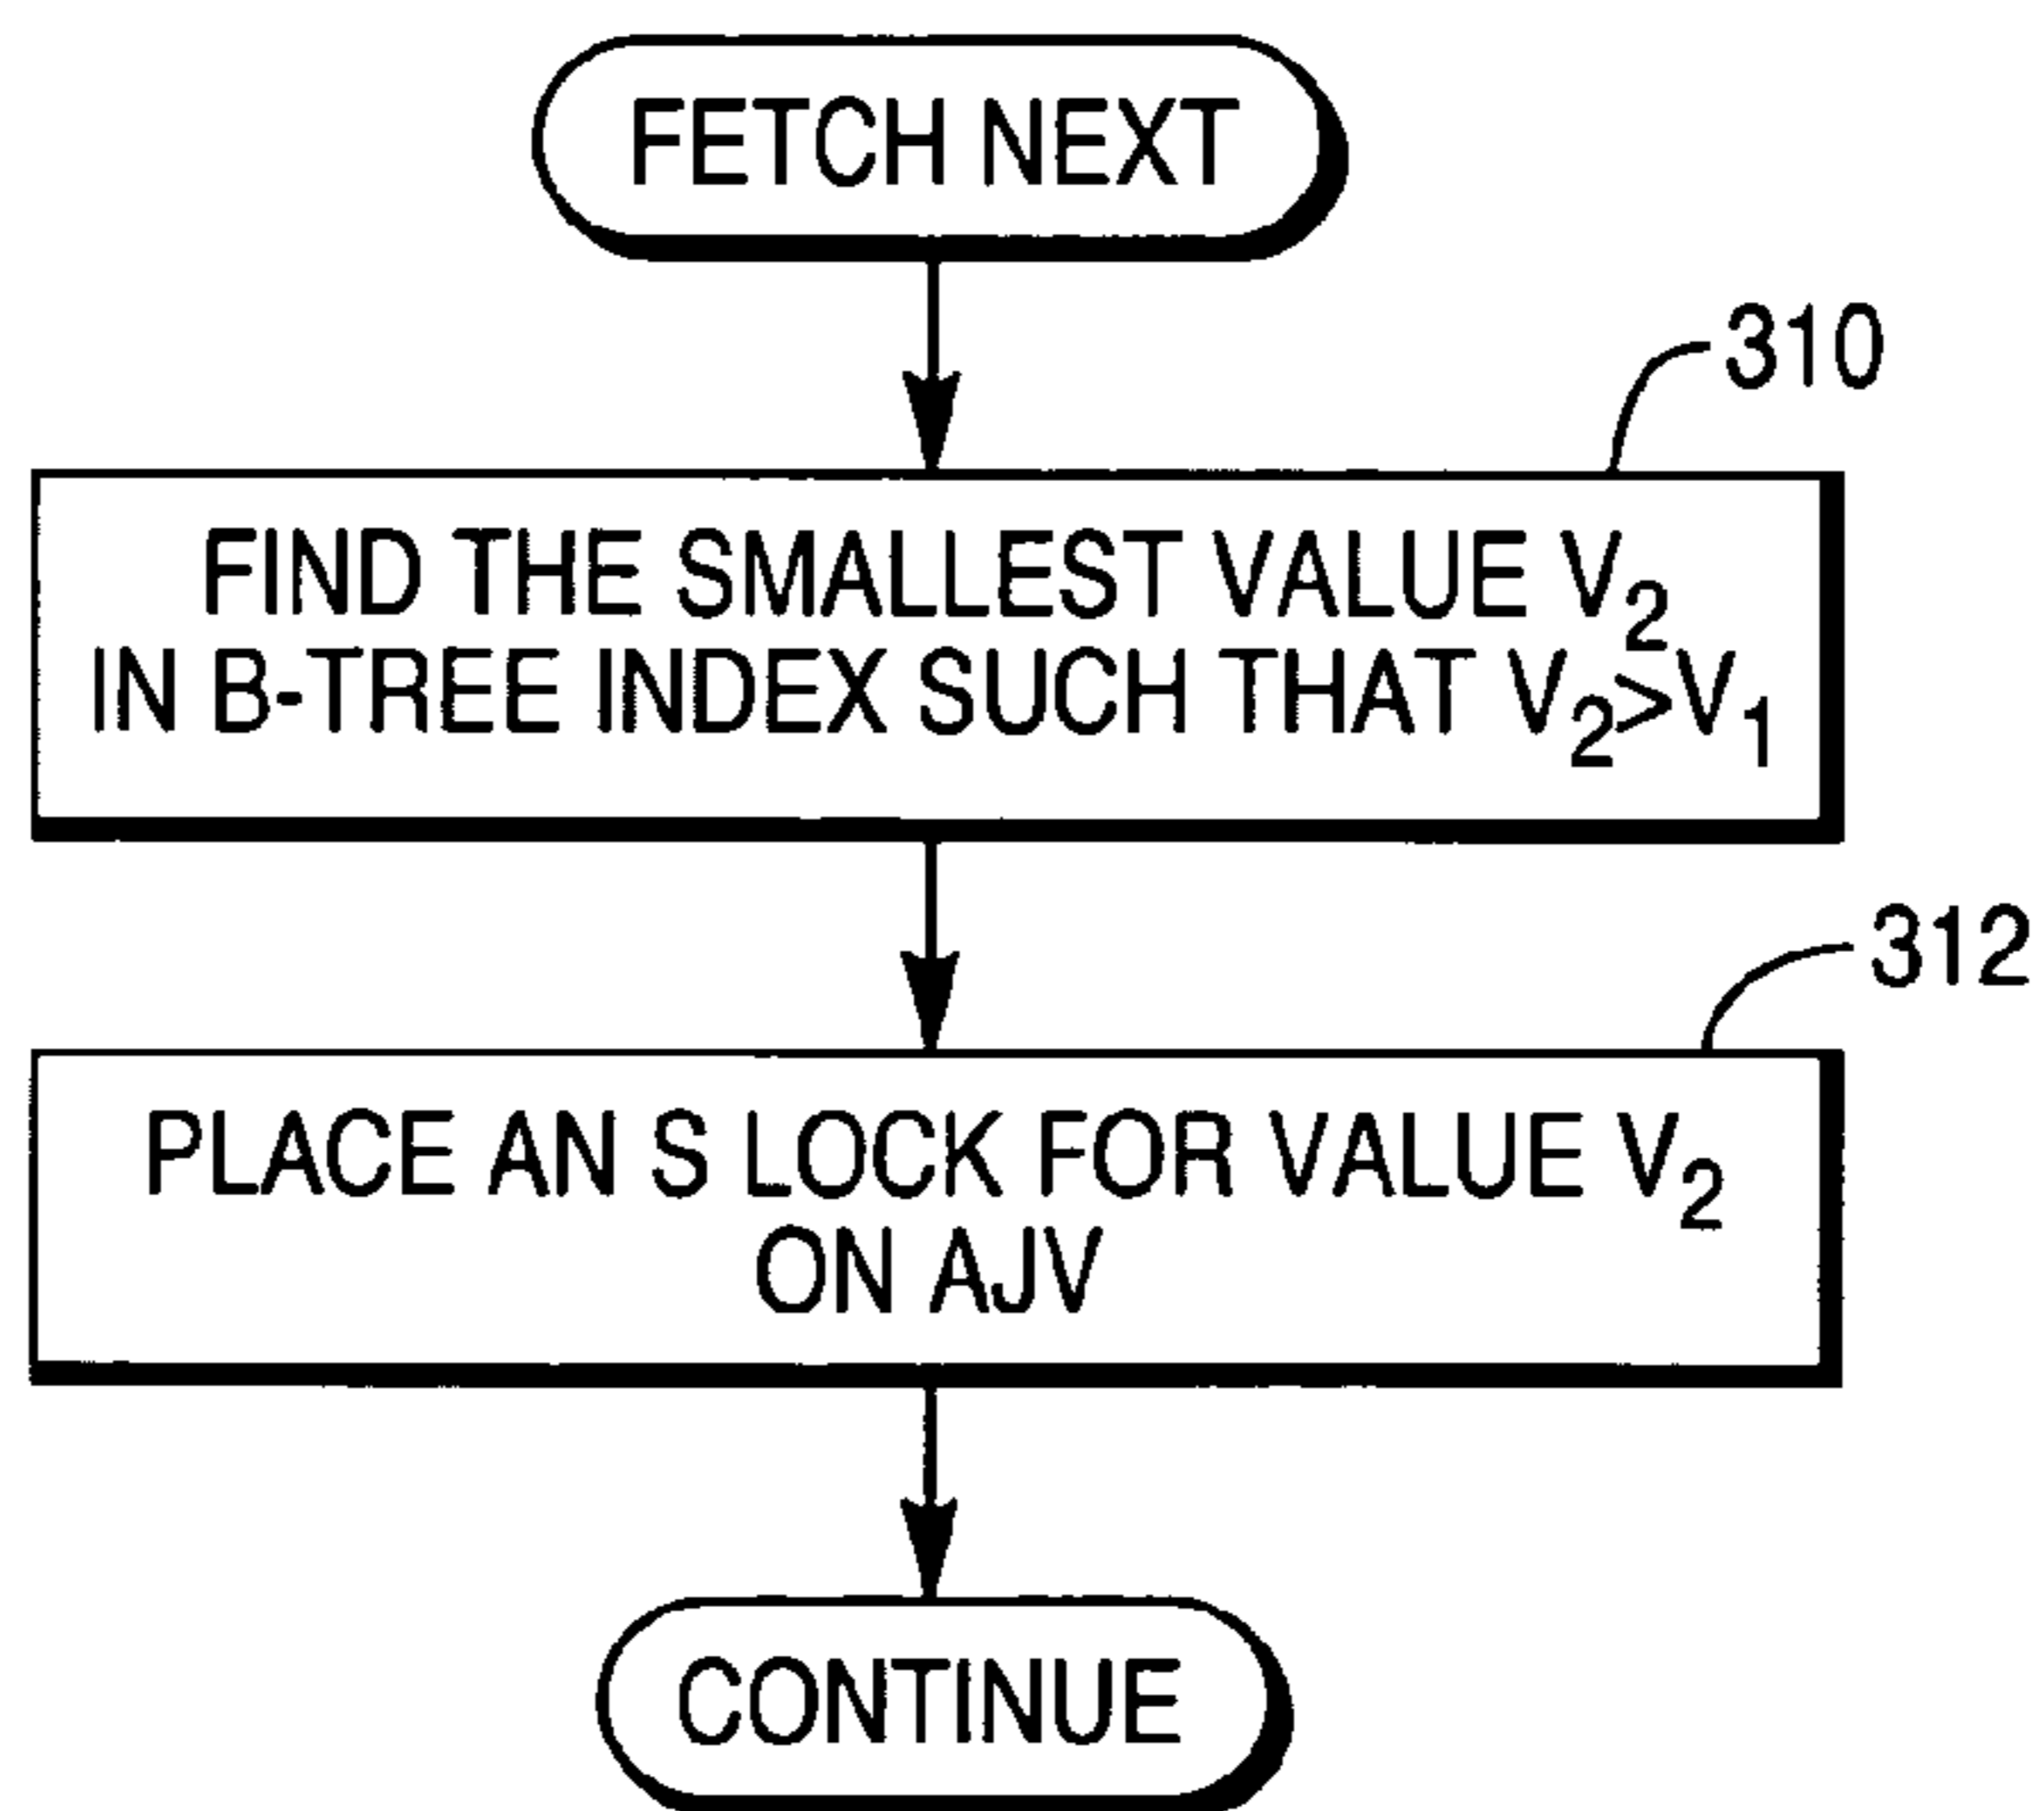 FETCH NEXT
310
FIND THE SMALLEST VALUE V₂
IN B-TREE INDEX SUCH THAT V₂>V₁
312
PLACE AN S LOCK FOR VALUE V₂
ON AJV
CONTINUE